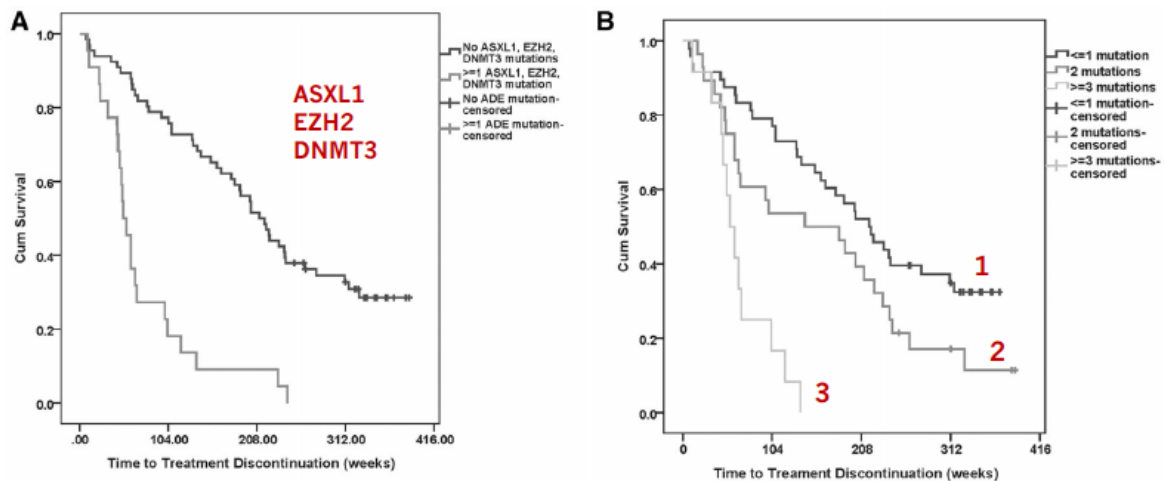 A
1.0
0.8
0.6
0.4
0.2
0.0
Cum Survival
.00
104.00
208.00
312.00
416.00
Time to Treatment Discontinuation (weeks)
No ASXL1, EZH2,
DNMT3 mutations
>=1 ASXL1, EZH2,
DNMT3 mutation
No ADE mutation-
censored
>=1 ADE mutation-
censored
ASXL1
EZH2
DNMT3
B
1.0
0.8
0.6
0.4
0.2
0.0
Cum Survival
0
104
208
312
416
Time to Treament Discontinuation (weeks)
<=1 mutation
2 mutations
>=3 mutations
<=1 mutation-
censored
2 mutations-
censored
>=3 mutations-
censored
1
2
3